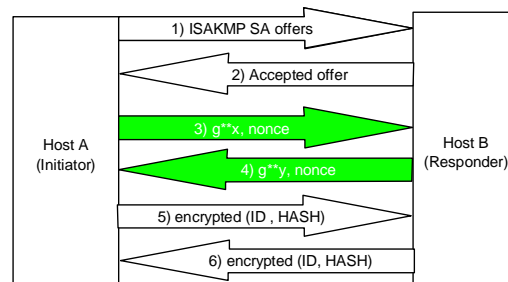 1) ISAKMP SA offers
2) Accepted offer
3) g**x, nonce
Host A
(Initiator)
Host B
(Responder)
4) g**y, nonce
5) encrypted (ID , HASH)
6) encrypted (ID, HASH)